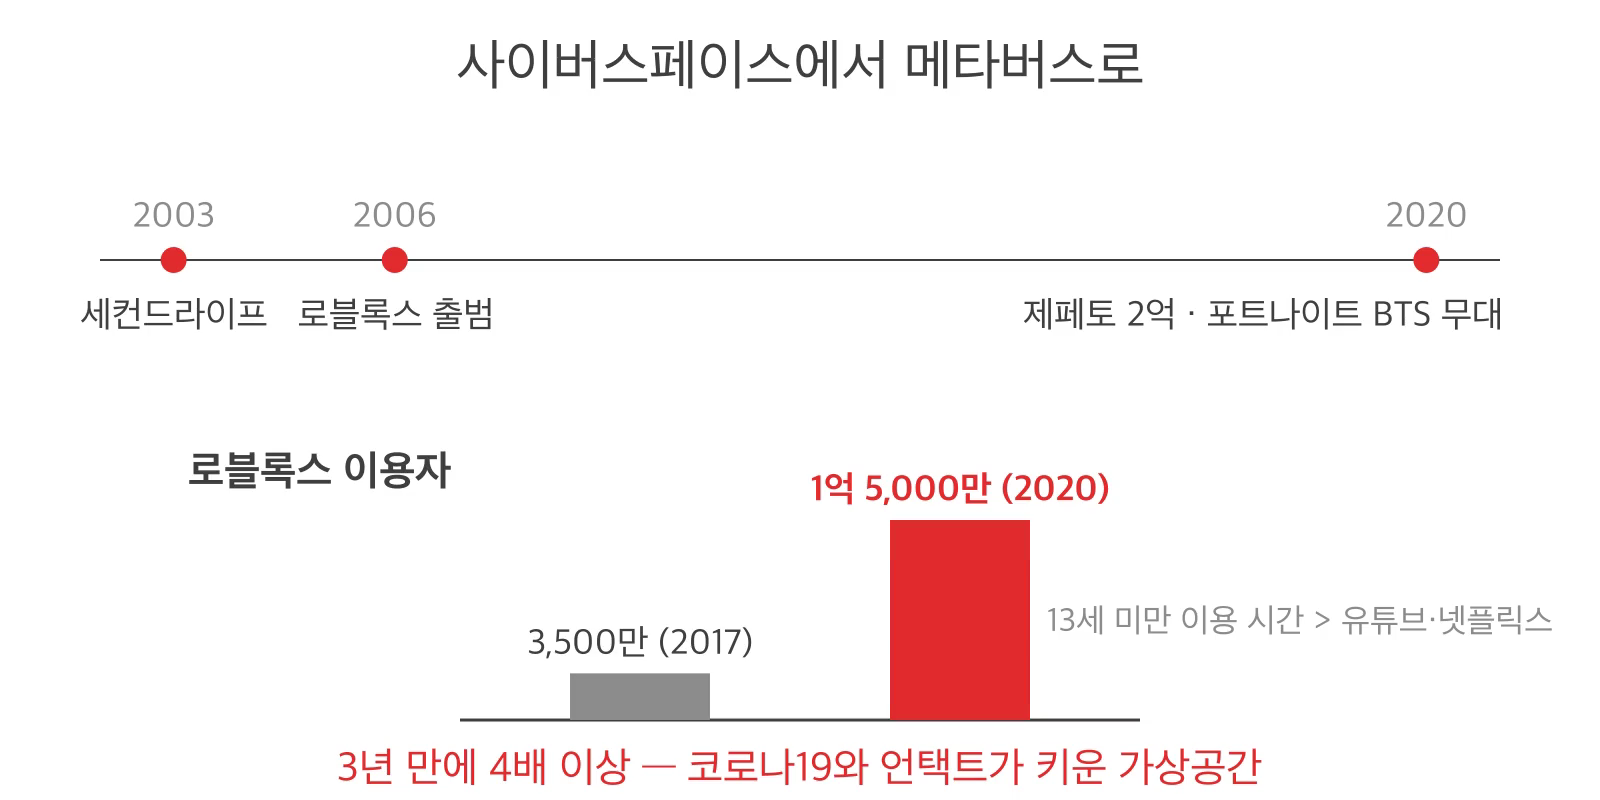 사이버스페이스에서 메타버스로
2003
2006
2020
세컨드라이프
로블록스 출범
제페토 2억 · 포트나이트 BTS 무대
로블록스 이용자
1억 5,000만 (2020)
3,500만 (2017)
13세 미만 이용 시간 > 유튜브·넷플릭스
3년 만에 4배 이상 — 코로나19와 언택트가 키운 가상공간